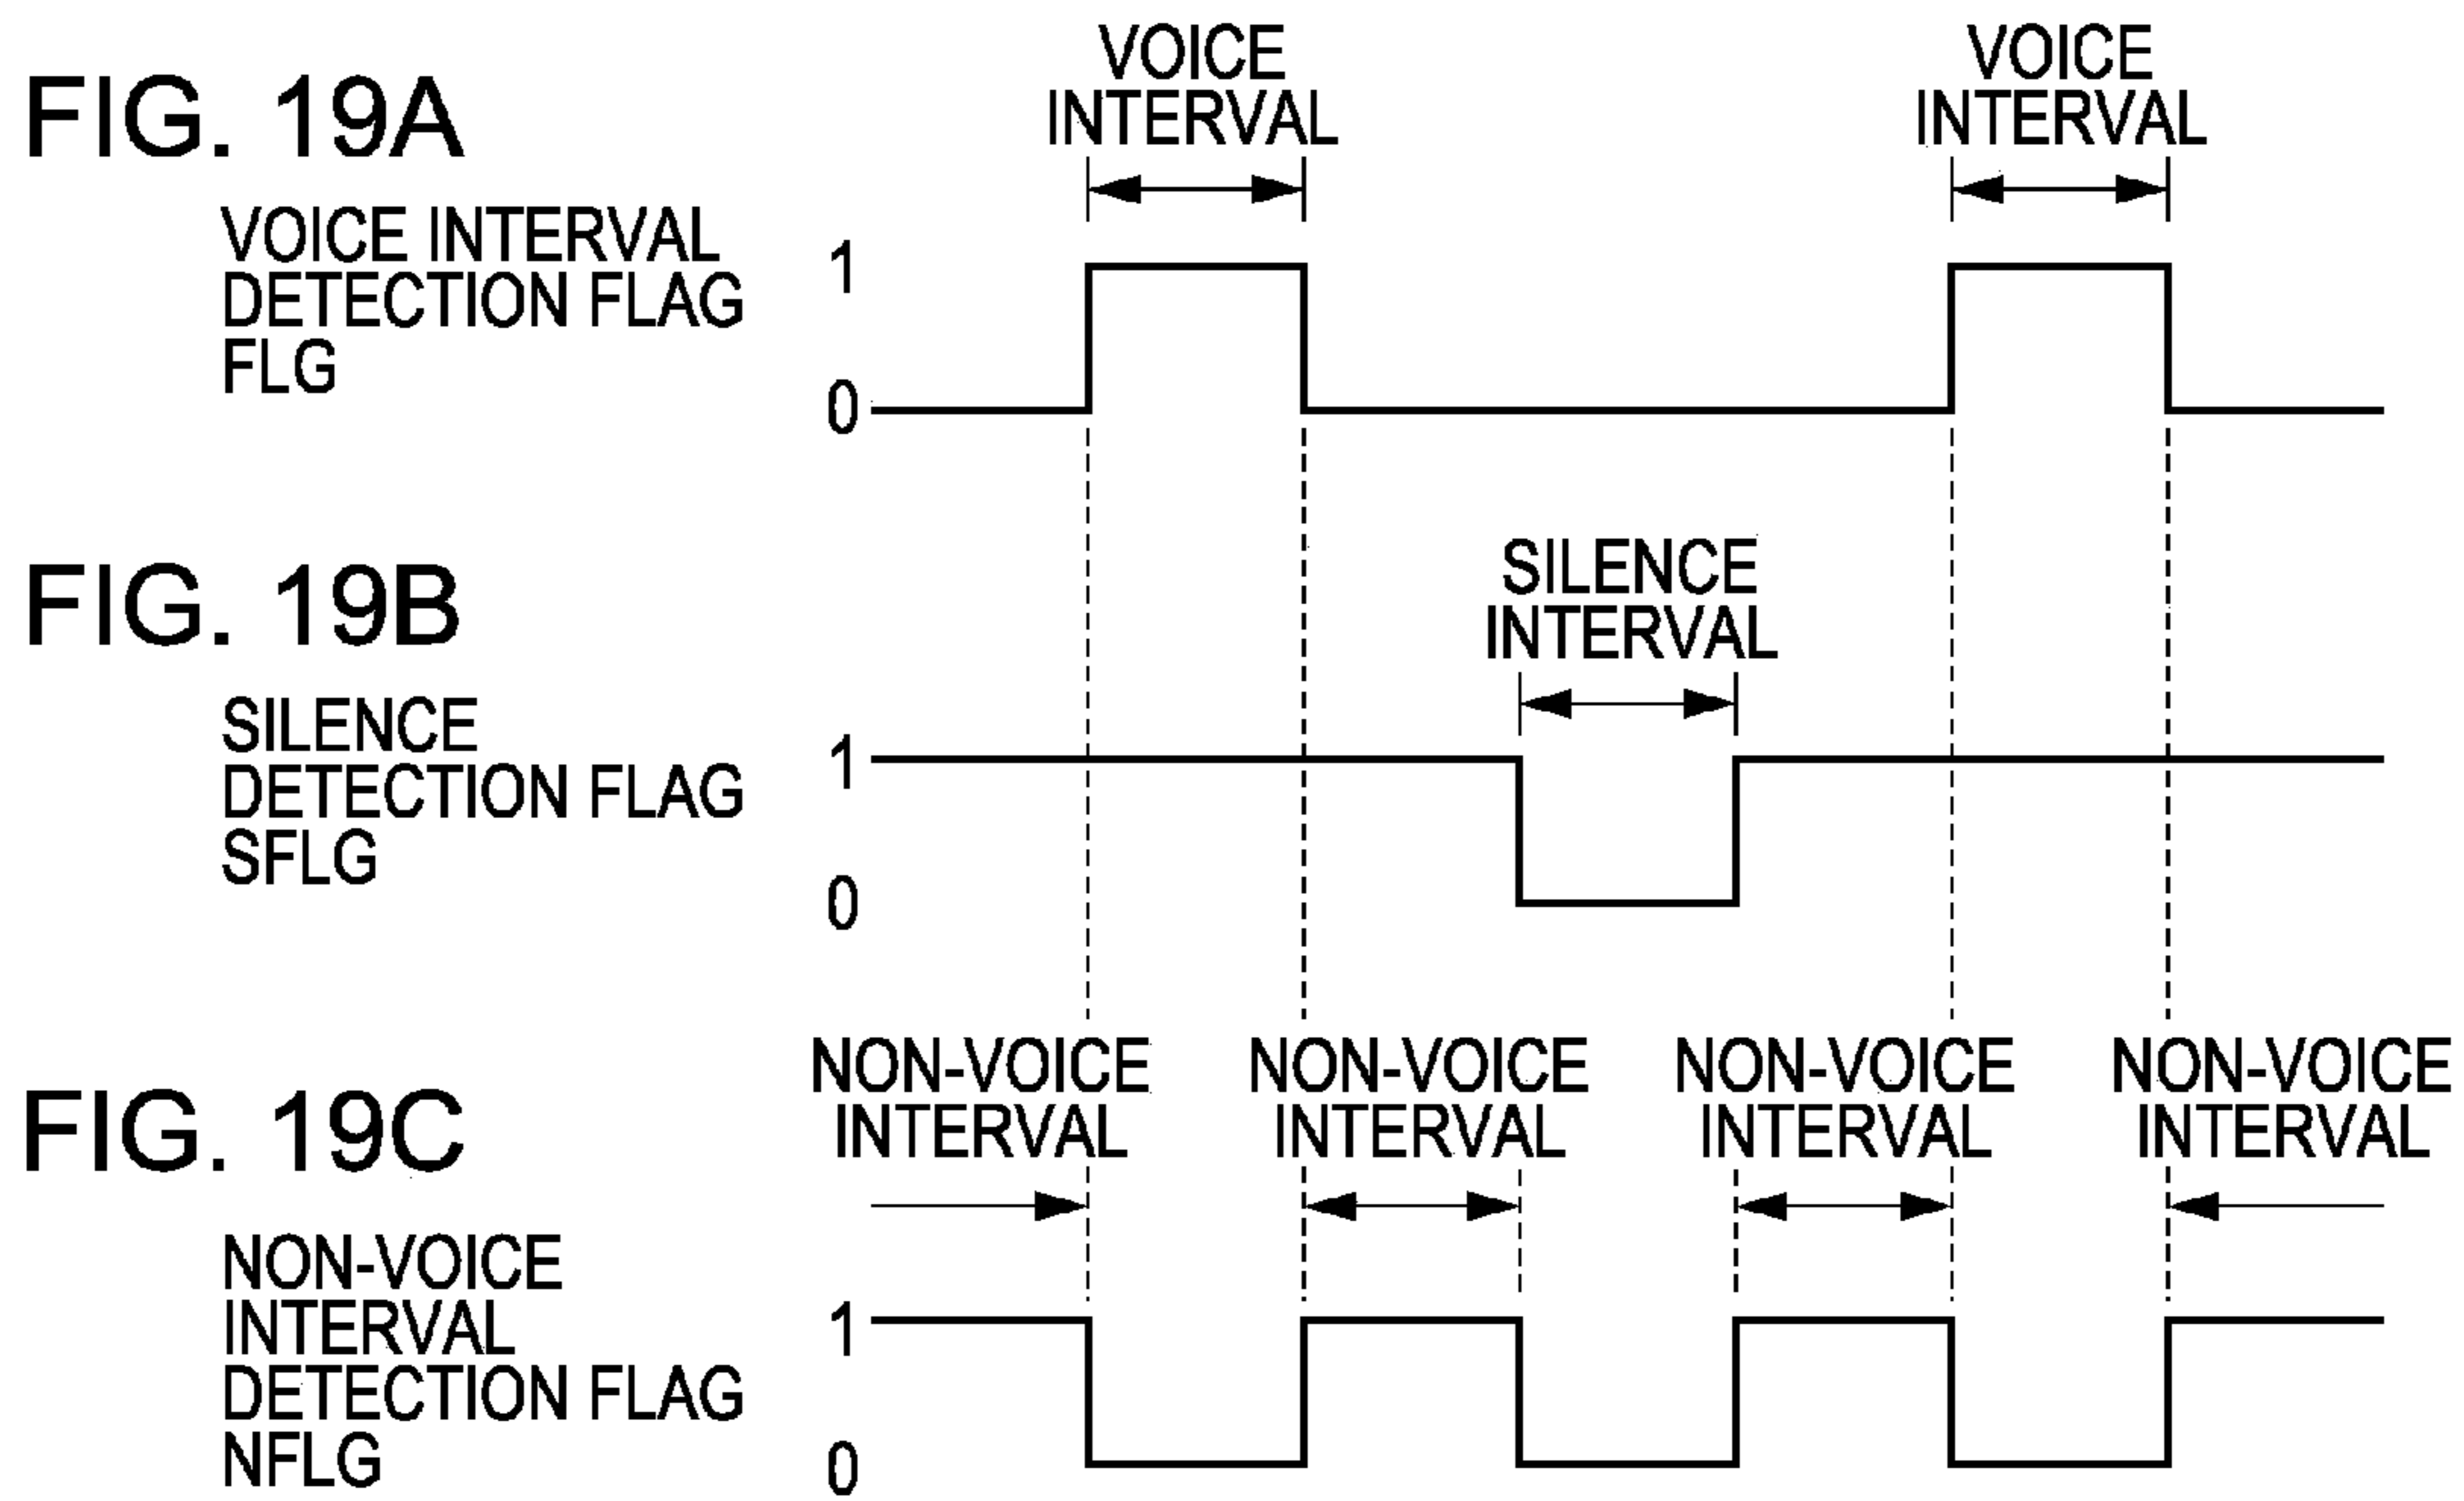 FIG. 19A
VOICE INTERVAL
DETECTION FLAG
FLG
VOICE
INTERVAL
VOICE
INTERVAL
1
0
FIG. 19B
SILENCE
DETECTION FLAG
SFLG
SILENCE
INTERVAL
1
0
FIG. 19C
NON-VOICE
INTERVAL
DETECTION FLAG
NFLG
NON-VOICE
INTERVAL
NON-VOICE
INTERVAL
NON-VOICE
INTERVAL
NON-VOICE
INTERVAL
1
0